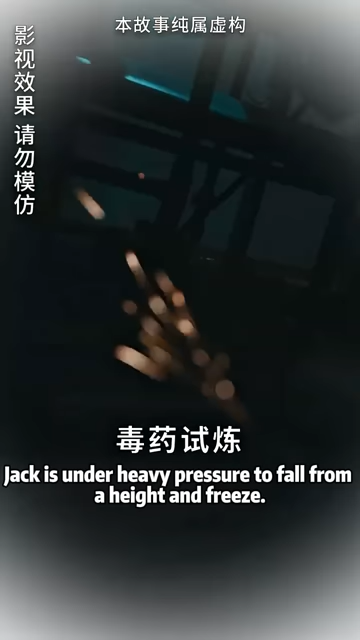 本故事纯属虚构
影视效果 请勿模仿
毒药试炼
Jack is under heavy pressure to fall from
a height and freeze.